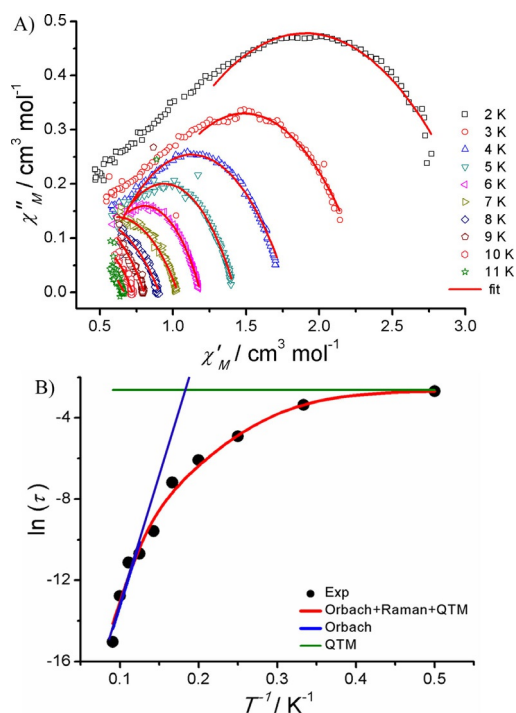 A)
0.5
0.4
0.3
0.2
0.1
0.0
χ″M / cm³ mol⁻¹
2 K
3 K
4 K
5 K
6 K
7 K
8 K
9 K
10 K
11 K
fit
0.5 1.0 1.5 2.0 2.5 3.0
χ′M / cm³ mol⁻¹
B)
-4
-8
-12
-16
ln (τ)
Exp
Orbach+Raman+QTM
Orbach
QTM
0.1 0.2 0.3 0.4 0.5
T⁻¹ / K⁻¹